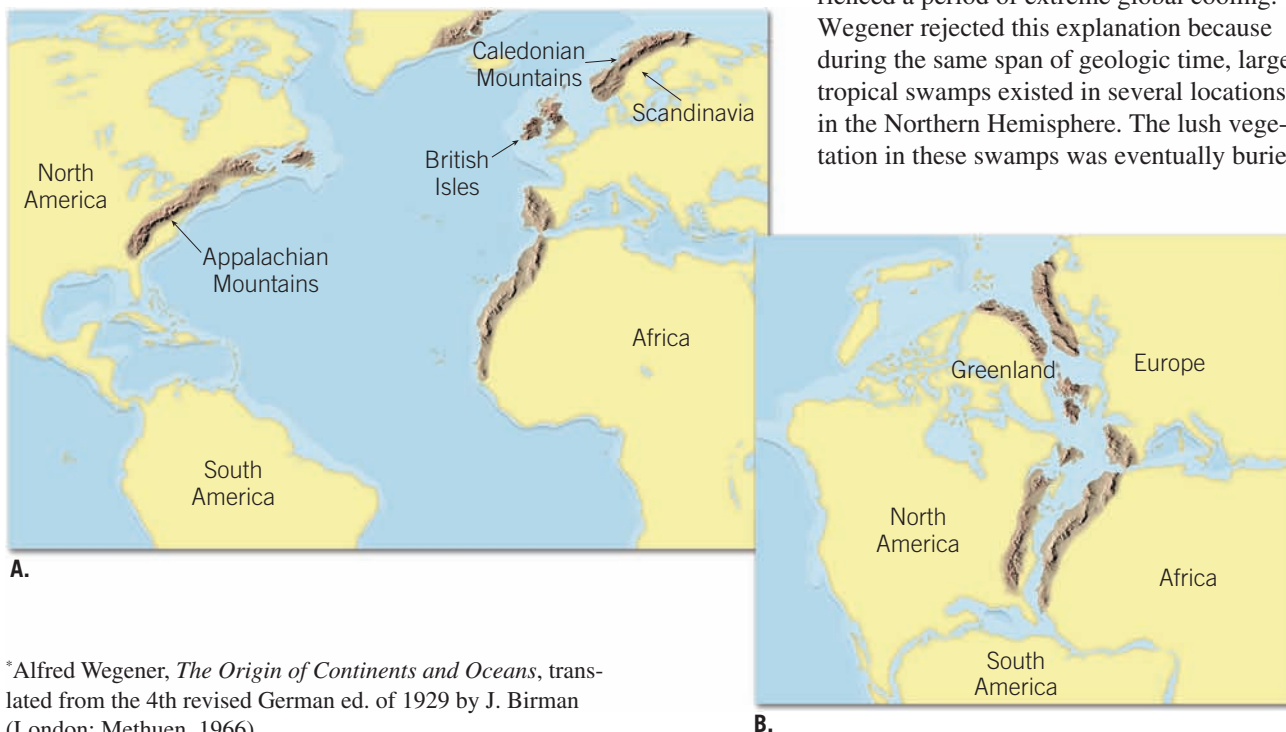 rienced a period of extreme global cooling.
Wegener rejected this explanation because
during the same span of geologic time, large
tropical swamps existed in several locations
in the Northern Hemisphere. The lush vege-
tation in these swamps was eventually burie
Caledonian
Mountains
Scandinavia
British
Isles
North
America
Appalachian
Mountains
Africa
South
America
A.
Greenland
Europe
North
America
Africa
South
America
B.
*Alfred Wegener, The Origin of Continents and Oceans, trans-
lated from the 4th revised German ed. of 1929 by J. Birman
(London: Methuen, 1966)